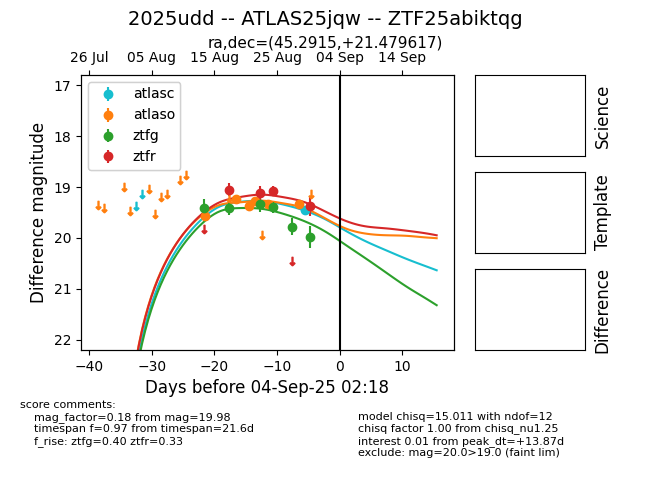 2025udd -- ATLAS25jqw -- ZTF25abiktqg
ra,dec=(45.2915,+21.479617)
26 Jul 05 Aug 15 Aug 25 Aug 04 Sep 14 Sep
17
18
19
20
21
22
Difference magnitude
atlasc
atlaso
ztfg
ztfr
−40 −30 −20 −10 0 10
Days before 04-Sep-25 02:18
Science
Template
Difference
score comments:
mag_factor=0.18 from mag=19.98
timespan f=0.97 from timespan=21.6d
f_rise: ztfg=0.40 ztfr=0.33
model chisq=15.011 with ndof=12
chisq factor 1.00 from chisq_nu1.25
interest 0.01 from peak_dt=+13.87d
exclude: mag=20.0>19.0 (faint lim)